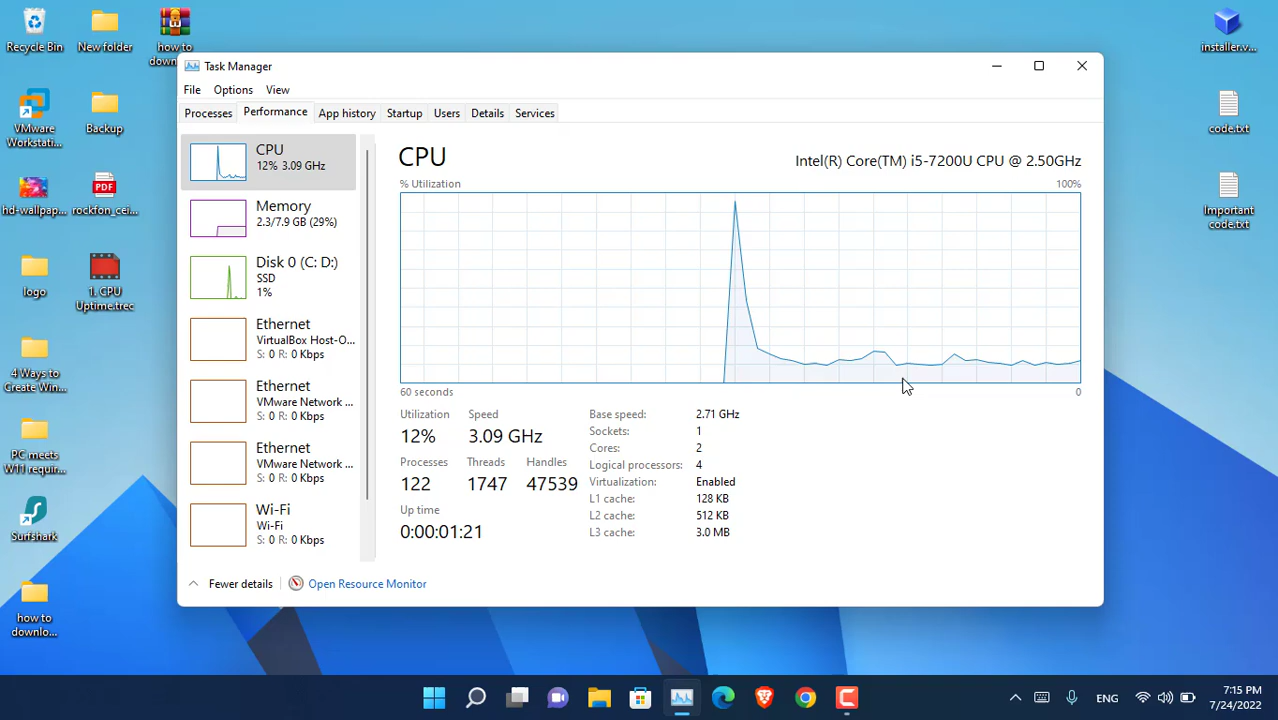 Recycle Bin
New folder
how to
down...
VMware
Workstati...
Backup
hd-wallpap...
rockfon_cei...
logo
1. CPU
Uptime.trec
4 Ways to
Create Win...
PC meets
W11 requir...
Surfshark
how to
downlo...
installer.v...
code.txt
Important
code.txt
PDF
Task Manager
File Options View
Processes Performance App history Startup Users Details Services
CPU
12% 3.09 GHz
Memory
2.3/7.9 GB (29%)
Disk 0 (C: D:)
SSD
1%
Ethernet
VirtualBox Host-O...
S: 0 R: 0 Kbps
Ethernet
VMware Network ...
S: 0 R: 0 Kbps
Ethernet
VMware Network ...
S: 0 R: 0 Kbps
Wi-Fi
Wi-Fi
S: 0 R: 0 Kbps
CPU
Intel(R) Core(TM) i5-7200U CPU @ 2.50GHz
% Utilization 100%
60 seconds 0
Utilization Speed
12% 3.09 GHz
Processes Threads Handles
122 1747 47539
Up time
0:00:01:21
Base speed: 2.71 GHz
Sockets: 1
Cores: 2
Logical processors: 4
Virtualization: Enabled
L1 cache: 128 KB
L2 cache: 512 KB
L3 cache: 3.0 MB
Fewer details Open Resource Monitor
ENG
7:15 PM
7/24/2022